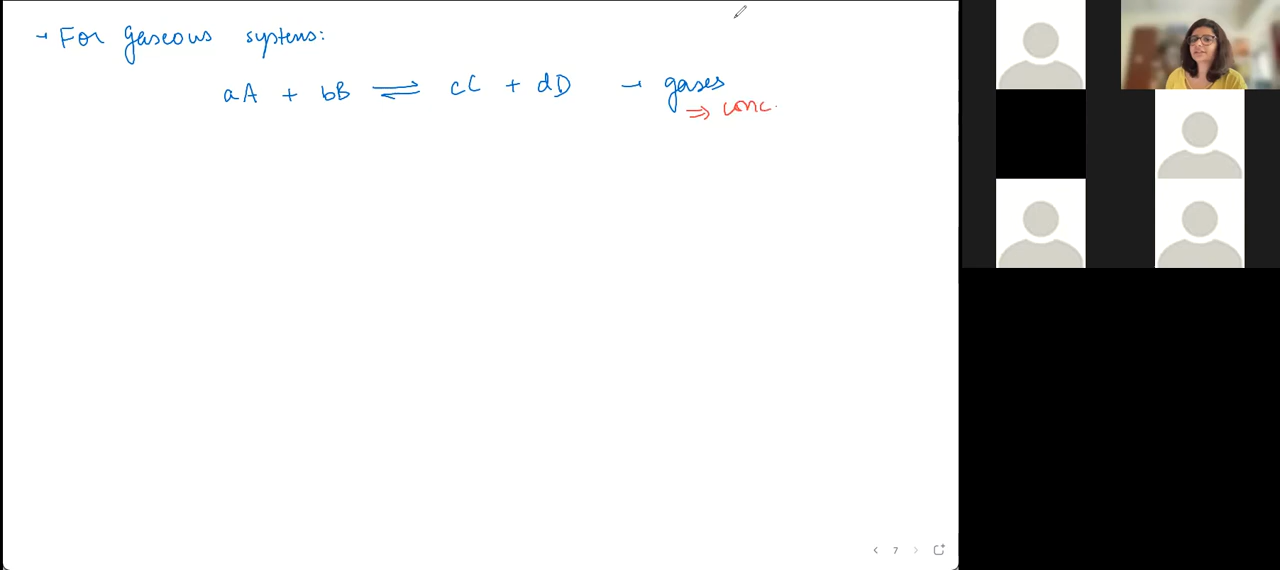 → For gaseous systems:
aA + bB ⇌ cC + dD → gases
⇒ conc.
7